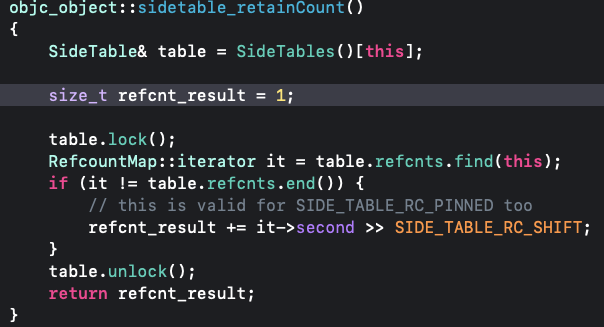 objc_object::sidetable_retainCount()
{
    SideTable& table = SideTables()[this];

    size_t refcnt_result = 1;

    table.lock();
    RefcountMap::iterator it = table.refcnts.find(this);
    if (it != table.refcnts.end()) {
        // this is valid for SIDE_TABLE_RC_PINNED too
        refcnt_result += it->second >> SIDE_TABLE_RC_SHIFT;
    }
    table.unlock();
    return refcnt_result;
}